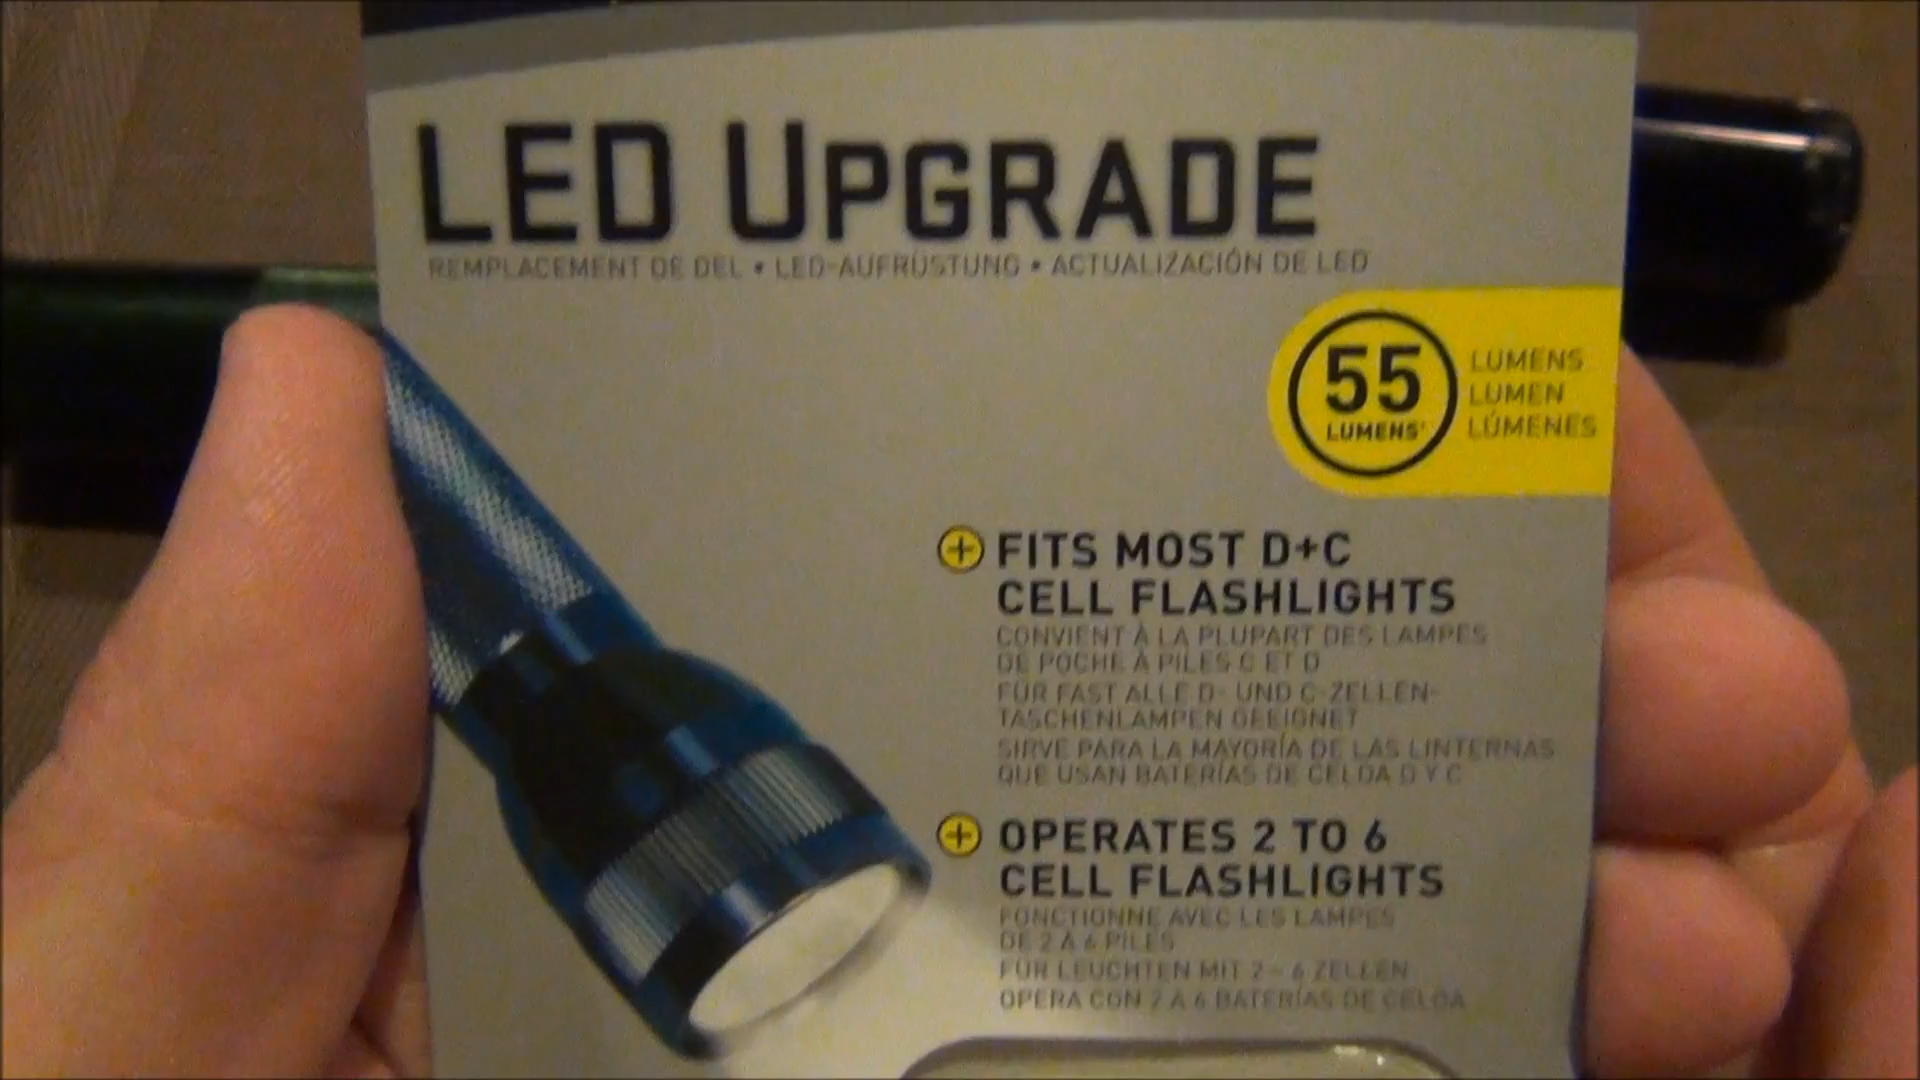 LED UPGRADE
REMPLACEMENT DE DEL • LED-AUFRÜSTUNG • ACTUALIZACIÓN DE LED
55
LUMENS'
LUMENS
LUMEN
LÚMENES
FITS MOST D+C
CELL FLASHLIGHTS
CONVIENT À LA PLUPART DES LAMPES
DE POCHE À PILES C ET D
FÜR FAST ALLE D- UND C-ZELLEN-
TASCHENLAMPEN GEEIGNET
SIRVE PARA LA MAYORÍA DE LAS LINTERNAS
QUE USAN BATERÍAS DE CELDA D Y C
OPERATES 2 TO 6
CELL FLASHLIGHTS
FONCTIONNE AVEC LES LAMPES
DE 2 À 6 PILES
FÜR LEUCHTEN MIT 2 – 6 ZELLEN
OPERA CON 2 A 6 BATERÍAS DE CELDA